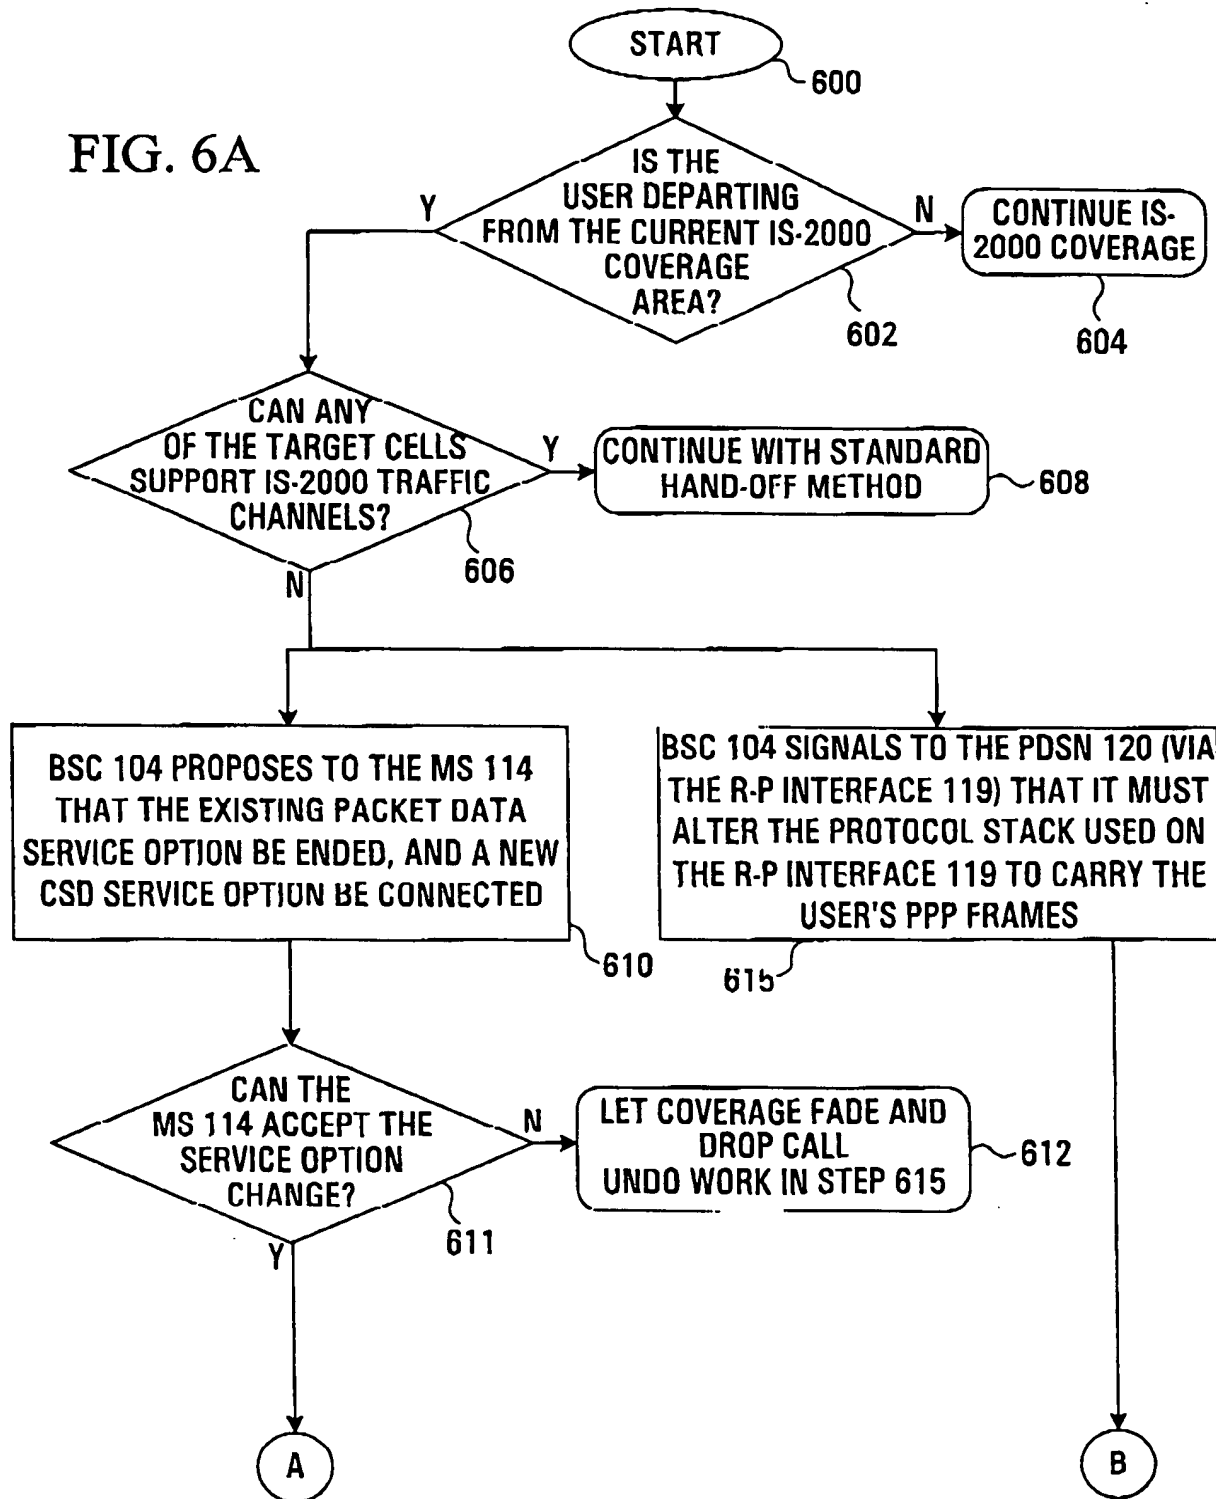 START
600
FIG. 6A
IS THE
USER DEPARTING
FROM THE CURRENT IS-2000
COVERAGE
AREA?
Y
N
602
CONTINUE IS-
2000 COVERAGE
604
CAN ANY
OF THE TARGET CELLS
SUPPORT IS-2000 TRAFFIC
CHANNELS?
Y
N
606
CONTINUE WITH STANDARD
HAND-OFF METHOD
608
BSC 104 PROPOSES TO THE MS 114
THAT THE EXISTING PACKET DATA
SERVICE OPTION BE ENDED, AND A NEW
CSD SERVICE OPTION BE CONNECTED
610
BSC 104 SIGNALS TO THE PDSN 120 (VIA
THE R-P INTERFACE 119) THAT IT MUST
ALTER THE PROTOCOL STACK USED ON
THE R-P INTERFACE 119 TO CARRY THE
USER'S PPP FRAMES
615
CAN THE
MS 114 ACCEPT THE
SERVICE OPTION
CHANGE?
N
Y
611
LET COVERAGE FADE AND
DROP CALL
UNDO WORK IN STEP 615
612
A
B